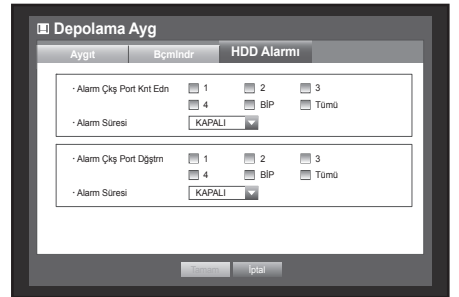 Depolama Ayg
Aygıt Bçmlndr HDD Alarmı
· Alarm Çkş Port Knt Edn 1 2 3
4 BİP Tümü
· Alarm Süresi KAPALI
· Alarm Çkş Port Dğştrn 1 2 3
4 BİP Tümü
· Alarm Süresi KAPALI
Tamam İptal